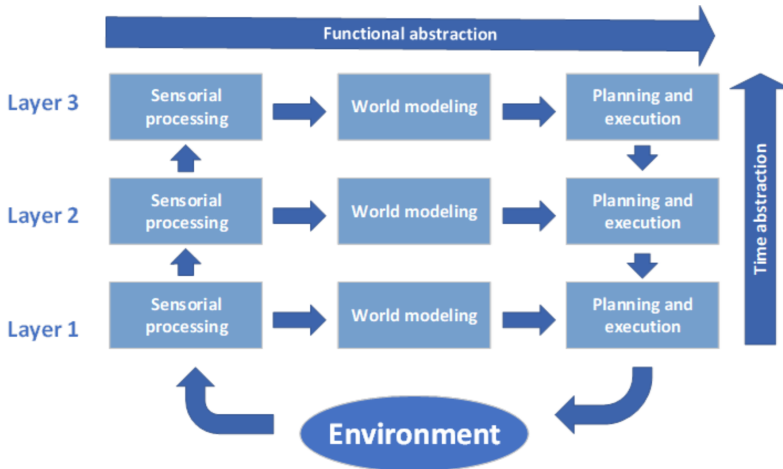 Functional abstraction
Layer 3
Sensorial
processing
World modeling
Planning and
execution
Layer 2
Sensorial
processing
World modeling
Planning and
execution
Layer 1
Sensorial
processing
World modeling
Planning and
execution
Time abstraction
Environment